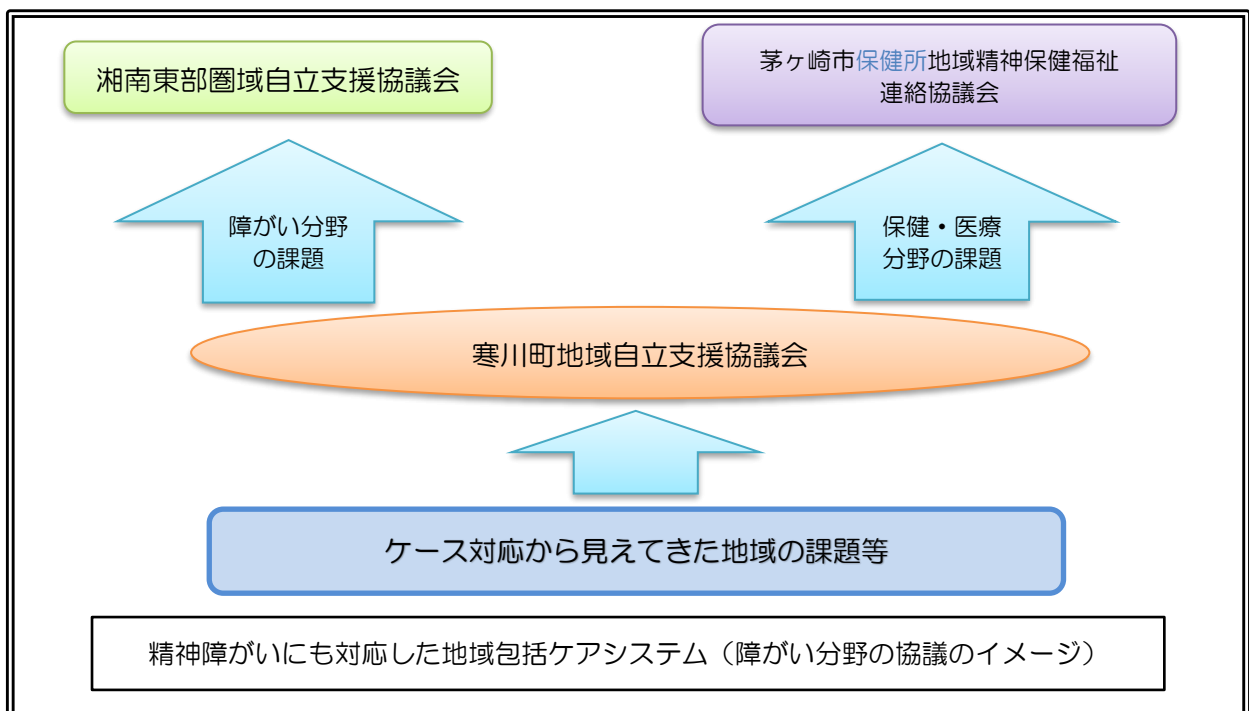 湘南東部圏域自立支援協議会
茅ヶ崎市保健所地域精神保健福祉
連絡協議会
障がい分野
の課題
保健・医療
分野の課題
寒川町地域自立支援協議会
ケース対応から見えてきた地域の課題等
精神障がいにも対応した地域包括ケアシステム（障がい分野の協議のイメージ）